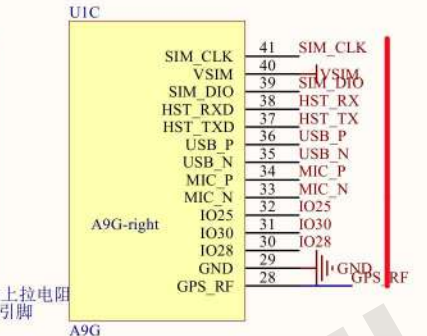 U1C
SIM_CLK 41 SIM_CLK
VSIM 40 VSIM
SIM_DIO 39 SIM_DIO
HST_RXD 38 HST_RX
HST_TXD 37 HST_TX
USB_P 36 USB_P
USB_N 35 USB_N
MIC_P 34 MIC_P
MIC_N 33 MIC_N
IO25 32 IO25
IO30 31 IO30
IO28 30 IO28
GND 29 GND
GPS_RF 28 GPS_RF
A9G-right
上拉电阻
引脚
A9G